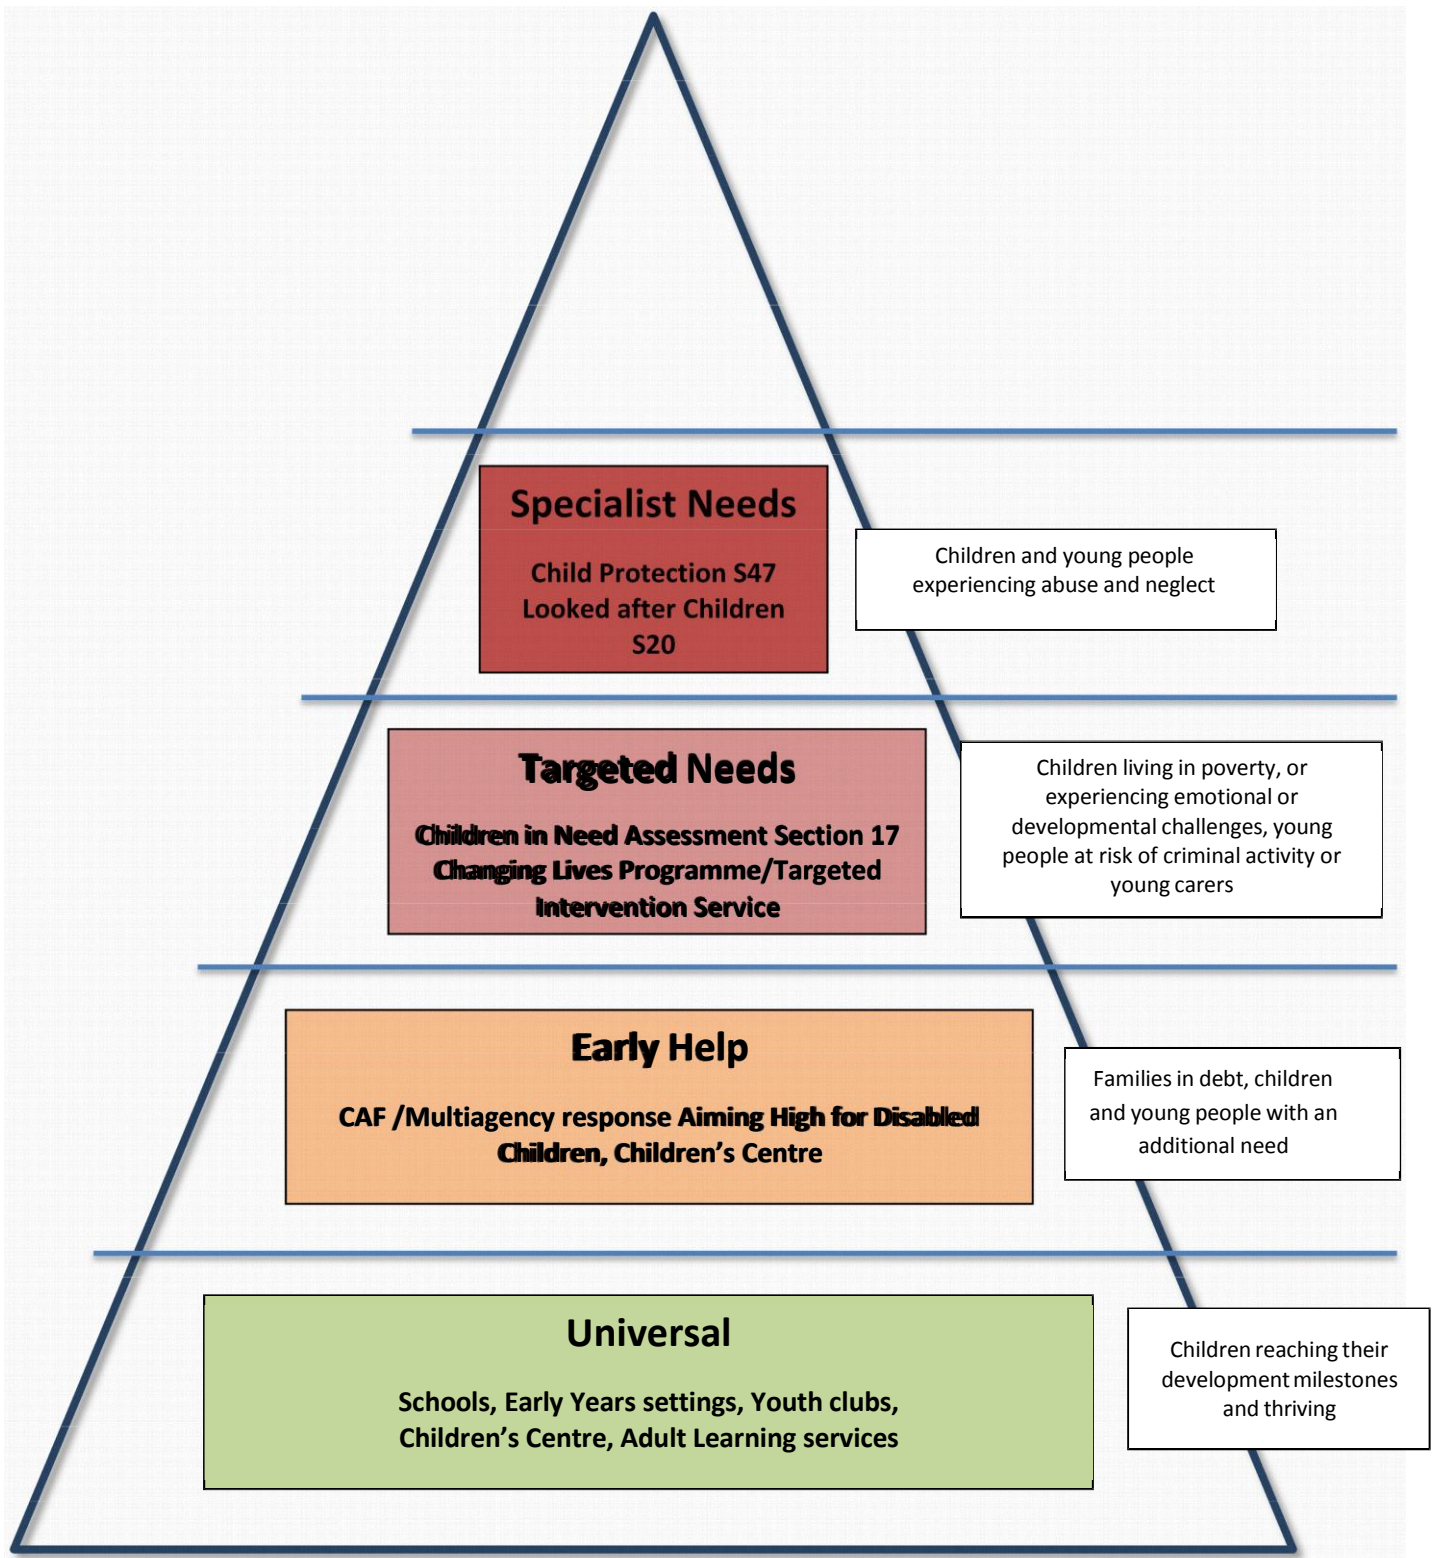 Specialist Needs
Child Protection S47
Looked after Children
S20
Children and young people
experiencing abuse and neglect
Targeted Needs
Children in Need Assessment Section 17
Changing Lives Programme/Targeted
Intervention Service
Children living in poverty, or
experiencing emotional or
developmental challenges, young
people at risk of criminal activity or
young carers
Early Help
CAF /Multiagency response Aiming High for Disabled
Children, Children’s Centre
Families in debt, children
and young people with an
additional need
Universal
Schools, Early Years settings, Youth clubs,
Children’s Centre, Adult Learning services
Children reaching their
development milestones
and thriving